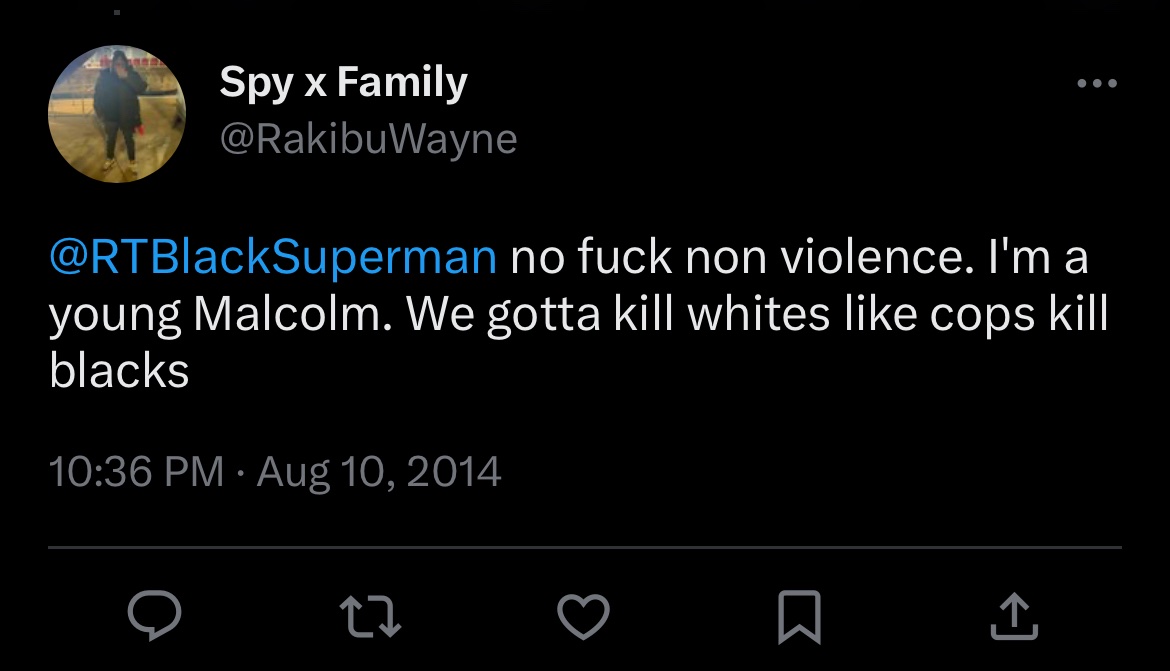 Spy x Family
@RakibuWayne
@RTBlackSuperman no fuck non violence. I'm a
young Malcolm. We gotta kill whites like cops kill
blacks
10:36 PM · Aug 10, 2014